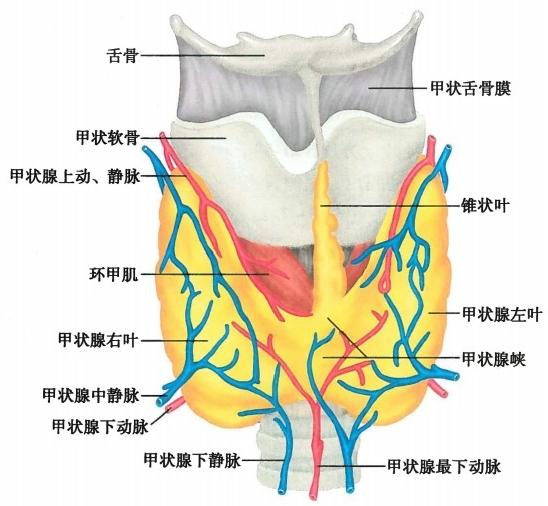 舌骨
甲状舌骨膜
甲状软骨
甲状腺上动、静脉
锥状叶
环甲肌
甲状腺左叶
甲状腺右叶
甲状腺峡
甲状腺中静脉
甲状腺下动脉
甲状腺下静脉
甲状腺最下动脉